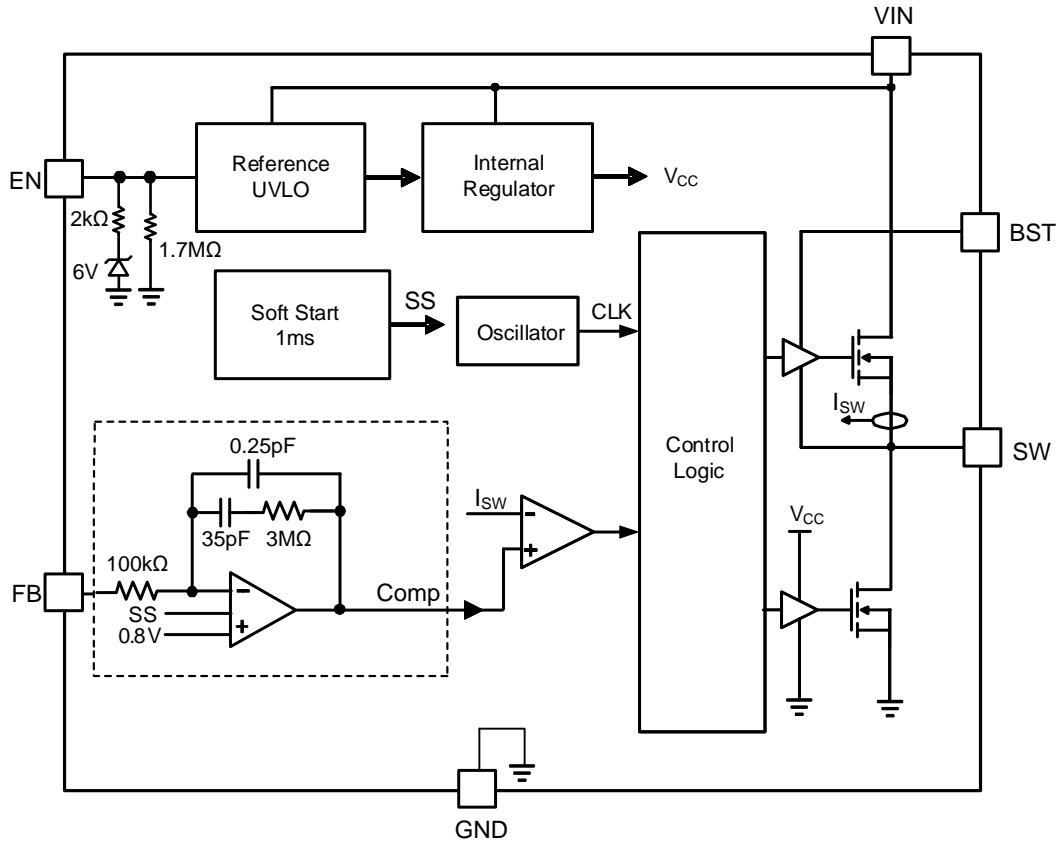 VIN
EN
Reference
UVLO
Internal
Regulator
VCC
2kΩ
1.7MΩ
6V
BST
Soft Start
1ms
SS
Oscillator
CLK
ISW
0.25pF
Control
Logic
SW
35pF
3MΩ
ISW
VCC
100kΩ
FB
SS
0.8V
Comp
GND